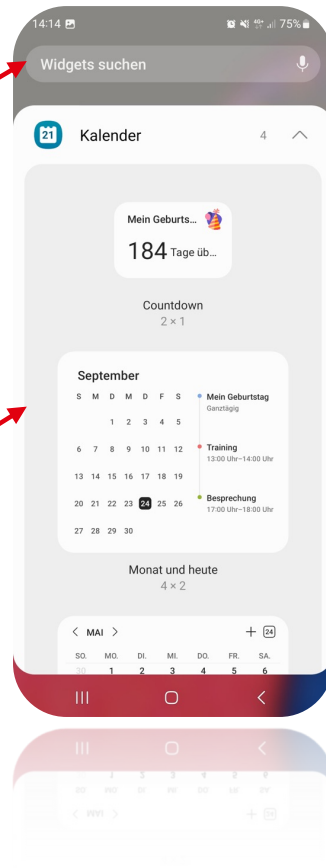 14:14 75%
Widgets suchen
21 Kalender 4
Mein Geburts...
184 Tage üb...
Countdown
2 × 1
September
S M D M D F S
1 2 3 4 5
6 7 8 9 10 11 12
13 14 15 16 17 18 19
20 21 22 23 24 25 26
27 28 29 30
Mein Geburtstag
Ganztägig
Training
13:00 Uhr–14:00 Uhr
Besprechung
17:00 Uhr–18:00 Uhr
Monat und heute
4 × 2
< MAI > + 24
SO. MO. DI. MI. DO. FR. SA.
30 1 2 3 4 5 6